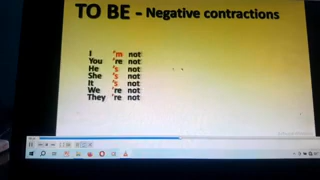 TO BE - Negative contractions
I 'm not
You 're not
He 's not
She 's not
It 's not
We 're not
They 're not